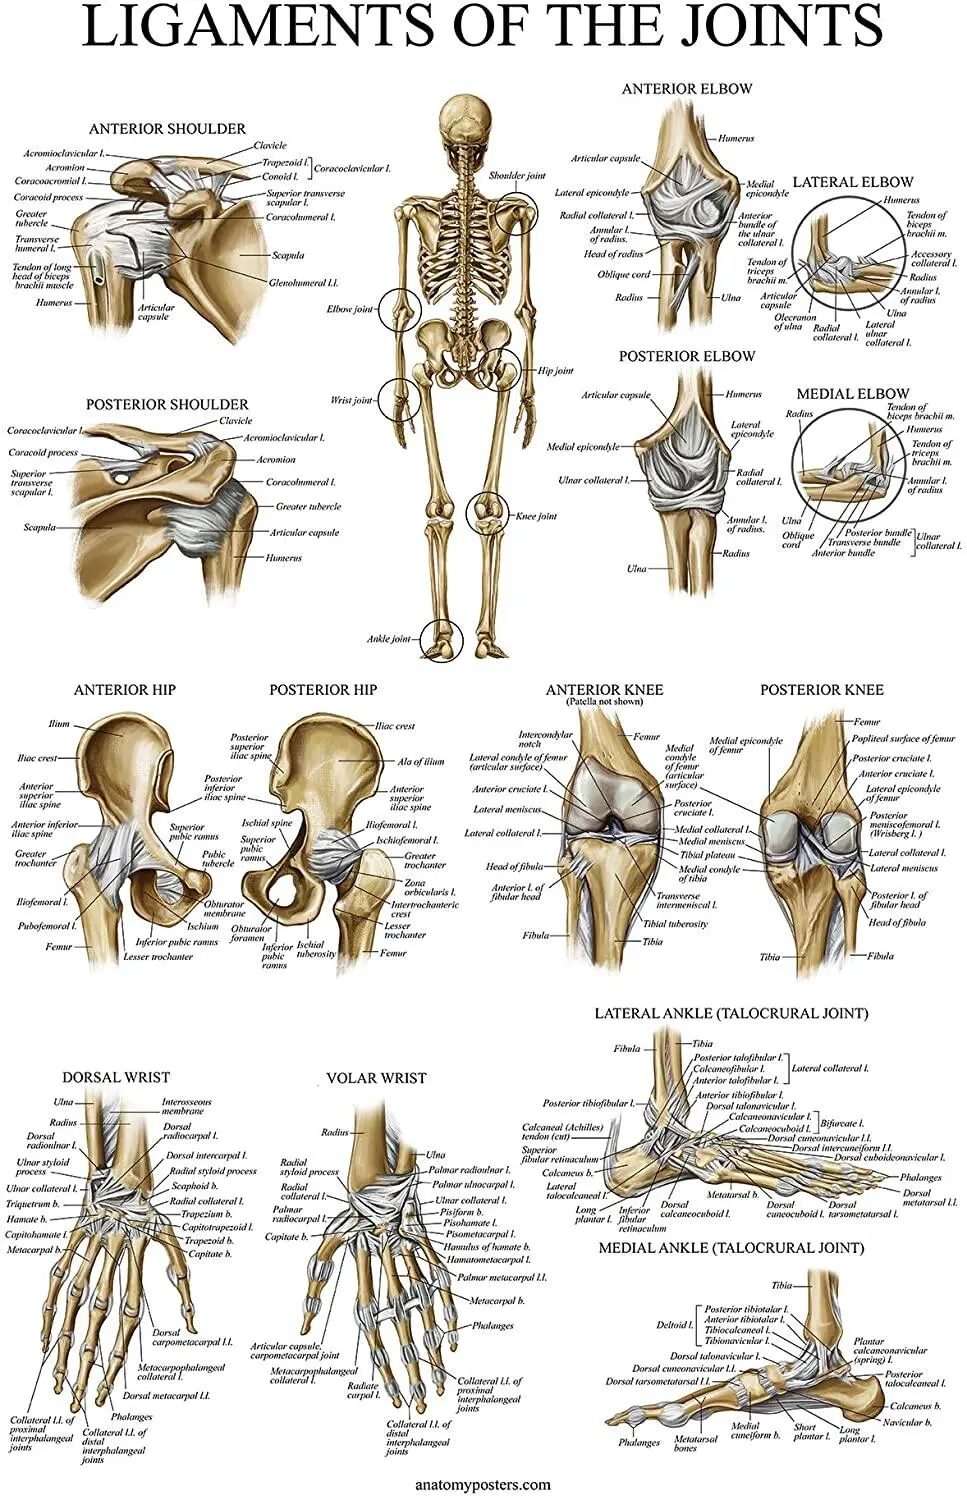 LIGAMENTS OF THE JOINTS
ANTERIOR SHOULDER
Acromioclavicular l.
Acromion
Coracoacromial l.
Coracoid process
Greater
tubercle
Transverse
humeral l.
Tendon of long
head of biceps
brachii muscle
Humerus
Clavicle
Trapezoid l.
Conoid l.
Coracoclavicular l.
Superior transverse
scapular l.
Coracohumeral l.
Scapula
Glenohumeral l.l.
Articular
capsule
POSTERIOR SHOULDER
Coracoclavicular l.
Coracoid process
Superior
transverse
scapular l.
Scapula
Clavicle
Acromioclavicular l.
Acromion
Coracohumeral l.
Greater tubercle
Articular capsule
Humerus
Shoulder joint
Elbow joint
Hip joint
Wrist joint
Knee joint
Ankle joint
ANTERIOR ELBOW
Humerus
Articular capsule
Lateral epicondyle
Radial collateral l.
Annular l.
of radius.
Head of radius
Oblique cord
Radius
Medial
epicondyle
Anterior
bundle of
the ulnar
collateral l.
Ulna
LATERAL ELBOW
Humerus
Tendon of
biceps
brachii m.
Accessory
collateral l.
Radius
Annular l.
of radius
Ulna
Lateral
ulnar
collateral l.
Radial
collateral l.
Olecranon
of ulna
Articular
capsule
Tendon of
triceps
brachii m.
POSTERIOR ELBOW
Articular capsule
Humerus
Medial epicondyle
Lateral
epicondyle
Ulnar collateral l.
Radial
collateral l.
Annular l.
of radius.
Radius
Ulna
MEDIAL ELBOW
Radius
Tendon of
biceps brachii m.
Humerus
Tendon of
triceps
brachii m.
Annular l.
of radius
Ulna
Oblique
cord
Posterior bundle
Transverse bundle
Anterior bundle
Ulnar
collateral l.
ANTERIOR HIP
Ilium
Iliac crest
Anterior
superior
iliac spine
Anterior inferior
iliac spine
Greater
trochanter
Iliofemoral l.
Pubofemoral l.
Femur
Superior
pubic ramus
Pubic
tubercle
Obturator
membrane
Ischium
Inferior pubic ramus
Lesser trochanter
POSTERIOR HIP
Posterior
superior
iliac spine
Posterior
inferior
iliac spine
Ischial spine
Superior
pubic
ramus
Obturator
foramen
Inferior
pubic
ramus
Ischial
tuberosity
Iliac crest
Ala of ilium
Anterior
superior
iliac spine
Iliofemoral l.
Ischiofemoral l.
Greater
trochanter
Zona
orbicularis l.
Intertrochanteric
crest
Lesser
trochanter
Femur
ANTERIOR KNEE
(Patella not shown)
Intercondylar
notch
Lateral condyle of femur
(articular surface)
Anterior cruciate l.
Lateral meniscus
Lateral collateral l.
Head of fibula
Anterior l. of
fibular head
Fibula
Femur
Medial
condyle
of femur
(articular
surface)
Posterior
cruciate l.
Medial collateral l.
Medial meniscus
Tibial plateau
Medial condyle
of tibia
Transverse
intermeniscal l.
Tibial tuberosity
Tibia
POSTERIOR KNEE
Medial epicondyle
of femur
Femur
Popliteal surface of femur
Posterior cruciate l.
Anterior cruciate l.
Lateral epicondyle
of femur
Posterior
meniscofemoral l.
(Wrisberg l. )
Lateral collateral l.
Lateral meniscus
Posterior l. of
fibular head
Head of fibula
Tibia
Fibula
DORSAL WRIST
Ulna
Radius
Dorsal
radioulnar l.
Ulnar styloid
process
Ulnar collateral l.
Triquetrum b.
Hamate b.
Capitohamate l.
Metacarpal b.
Interosseous
membrane
Dorsal
radiocarpal l.
Dorsal intercarpal l.
Radial styloid process
Scaphoid b.
Radial collateral l.
Trapezium b.
Capitotrapezoid l.
Trapezoid b.
Capitate b.
Dorsal
carpometacarpal l.l.
Metacarpophalangeal
collateral l.
Dorsal metacarpal l.l.
Phalanges
Collateral l.l. of
proximal
interphalangeal
joints
Collateral l.l. of
distal
interphalangeal
joints
VOLAR WRIST
Radius
Radial
styloid process
Radial
collateral l.
Palmar
radiocarpal l.
Capitate b.
Ulna
Palmar radioulnar l.
Palmar ulnocarpal l.
Ulnar collateral l.
Pisiform b.
Pisohamate l.
Pisometacarpal l.
Hamulus of hamate b.
Hamatometacarpal l.
Palmar metacarpal l.l.
Metacarpal b.
Phalanges
Articular capsule,
carpometacarpal joint
Metacarpophalangeal
collateral l.
Radiate
carpal l.
Collateral l.l. of
distal
interphalangeal
joints
Collateral l.l. of
proximal
interphalangeal
joints
LATERAL ANKLE (TALOCRURAL JOINT)
Fibula
Tibia
Posterior talofibular l.
Calcaneofibular l.
Anterior talofibular l.
Lateral collateral l.
Anterior tibiofibular l.
Dorsal talonavicular l.
Calcaneonavicular l.
Calcaneocuboid l.
Bifurcate l.
Dorsal cuneonavicular l.l.
Dorsal intercuneiform l.l.
Dorsal cuboideonavicular l.
Phalanges
Dorsal
metatarsal l.l.
Posterior tibiofibular l.
Calcaneal (Achilles)
tendon (cut)
Superior
fibular retinaculum
Calcaneus b.
Lateral
talocalcaneal l.
Long
plantar l.
Inferior
fibular
retinaculum
Dorsal
calcaneocuboid l.
Metatarsal b.
Dorsal
cuneocuboid l.
Dorsal
tarsometatarsal l.
MEDIAL ANKLE (TALOCRURAL JOINT)
Tibia
Deltoid l.
Posterior tibiotalar l.
Anterior tibiotalar l.
Tibiocalcaneal l.
Tibionavicular l.
Dorsal talonavicular l.
Dorsal cuneonavicular l.l.
Dorsal tarsometatarsal l.l.
Plantar
calcaneonavicular
(spring) l.
Posterior
talocalcaneal l.
Calcaneus b.
Navicular b.
Phalanges
Metatarsal
bones
Medial
cuneiform b.
Short
plantar l.
Long
plantar l.
anatomyposters.com